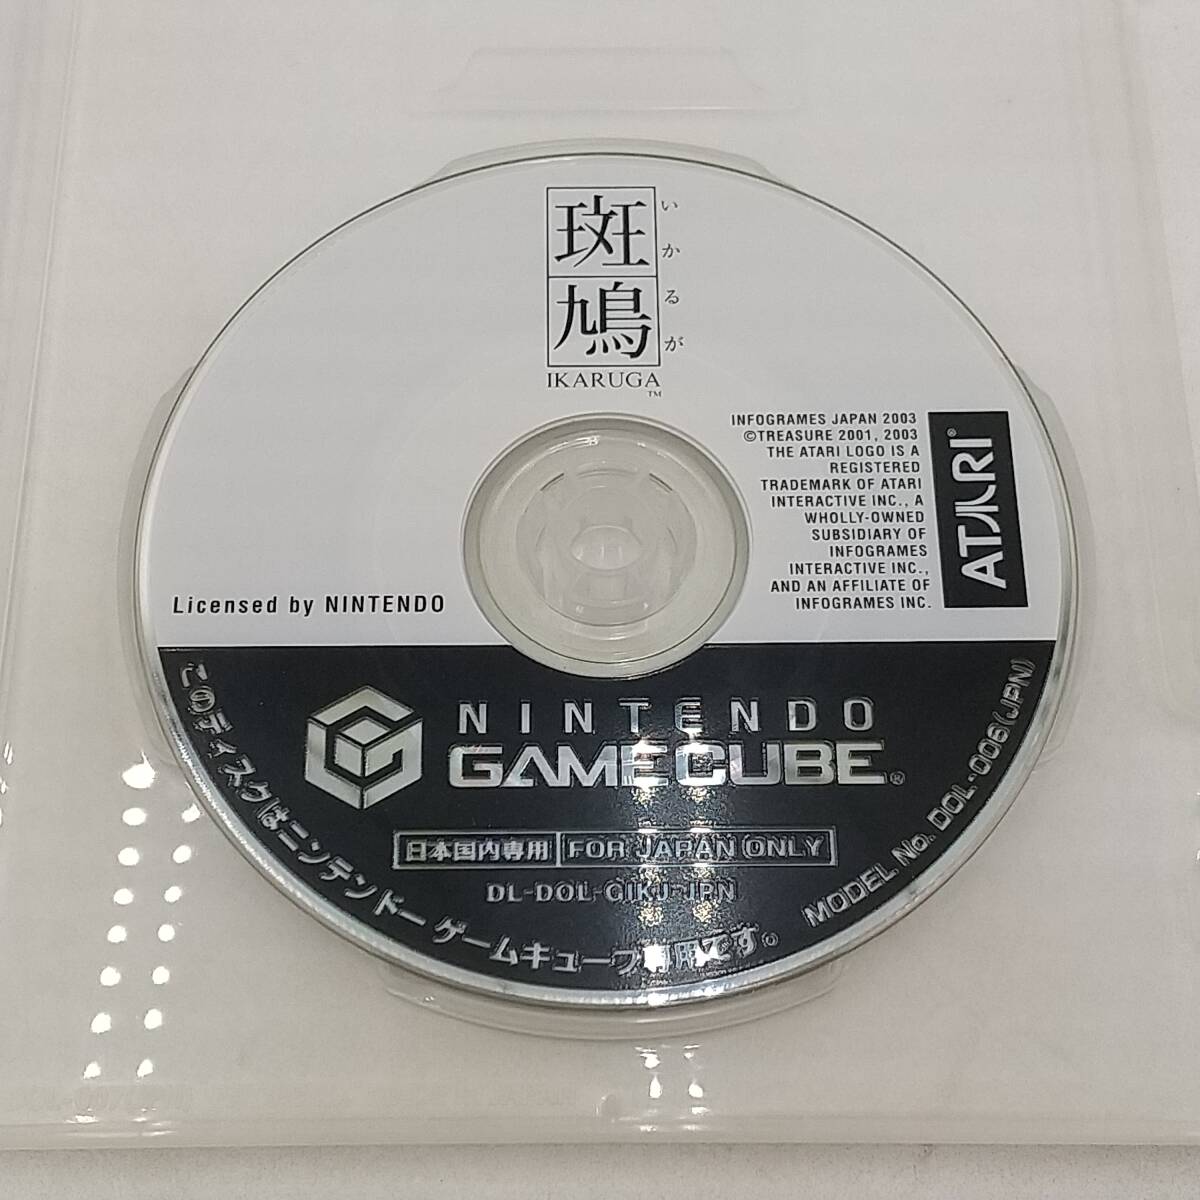 斑鳩
いかるが
IKARUGA
TM
INFOGRAMES JAPAN 2003
©TREASURE 2001, 2003
THE ATARI LOGO IS A
REGISTERED
TRADEMARK OF ATARI
INTERACTIVE INC., A
WHOLLY-OWNED
SUBSIDIARY OF
INFOGRAMES
INTERACTIVE INC.,
AND AN AFFILIATE OF
INFOGRAMES INC.
ATARI®
Licensed by NINTENDO
NINTENDO
GAMECUBE®
日本国内専用 FOR JAPAN ONLY
DL-DOL-GIKJ-JPN
このディスクはニンテンドー ゲームキューブ専用です。
MODEL No. DOL-006(JPN)